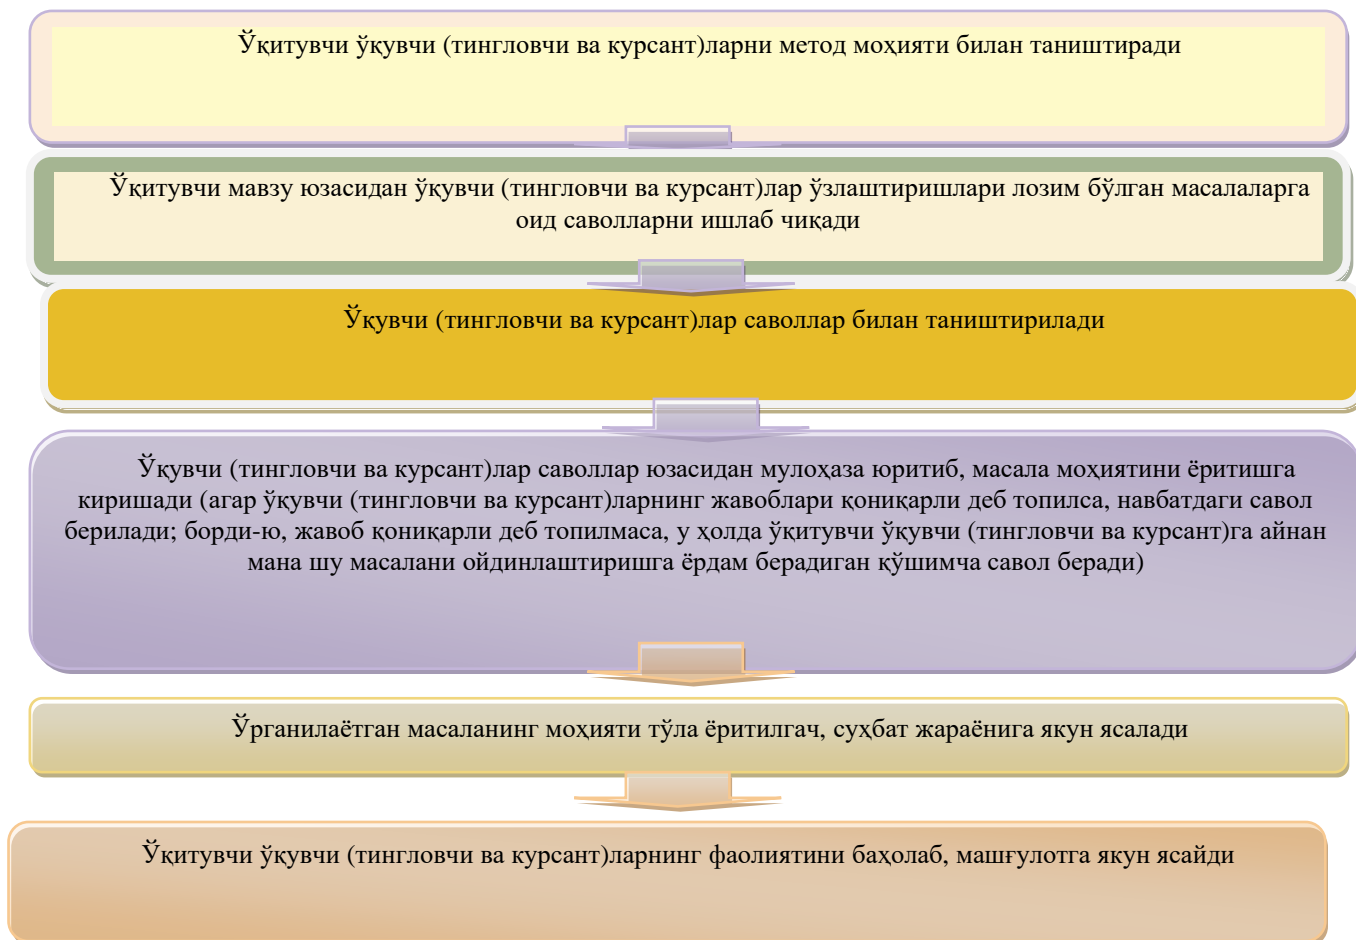 Ўқитувчи ўқувчи (тингловчи ва курсант)ларни метод моҳияти билан таништиради
Ўқитувчи мавзу юзасидан ўқувчи (тингловчи ва курсант)лар ўзлаштиришлари лозим бўлган масалаларга
оид саволларни ишлаб чиқади
Ўқувчи (тингловчи ва курсант)лар саволлар билан таништирилади
Ўқувчи (тингловчи ва курсант)лар саволлар юзасидан мулоҳаза юритиб, масала моҳиятини ёритишга
киришади (агар ўқувчи (тингловчи ва курсант)ларнинг жавоблари қониқарли деб топилса, навбатдаги савол
берилади; борди-ю, жавоб қониқарли деб топилмаса, у ҳолда ўқитувчи ўқувчи (тингловчи ва курсант)га айнан
мана шу масалани ойдинлаштиришга ёрдам берадиган қўшимча савол беради)
Ўрганилаётган масаланинг моҳияти тўла ёритилгач, суҳбат жараёнига якун ясалади
Ўқитувчи ўқувчи (тингловчи ва курсант)ларнинг фаолиятини баҳолаб, машғулотга якун ясайди